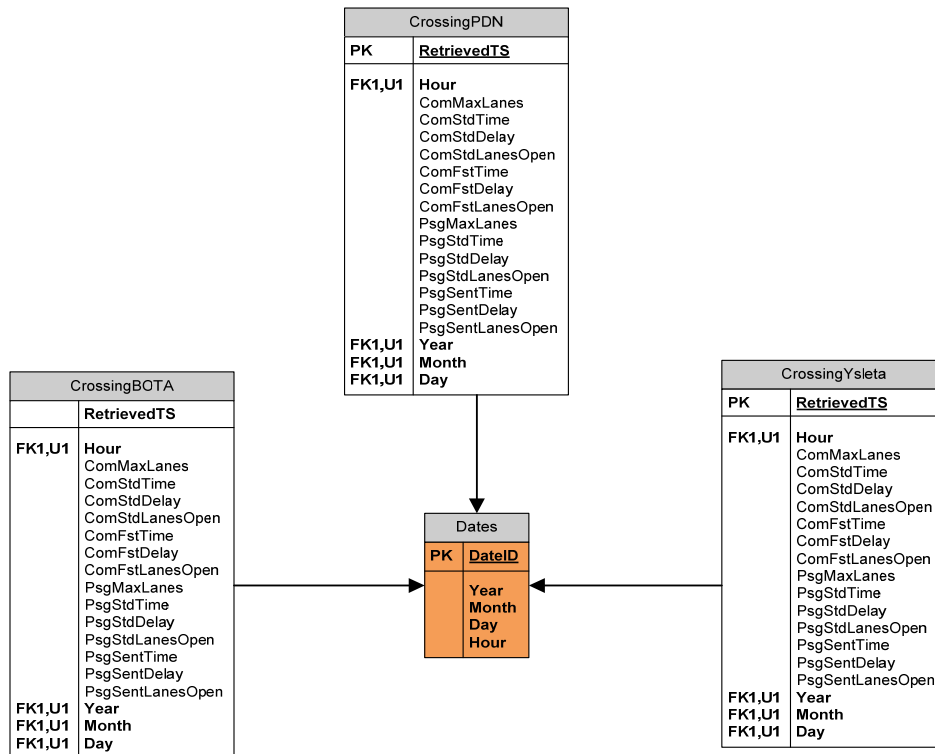 CrossingPDN
PK RetrievedTS
FK1,U1 Hour
ComMaxLanes
ComStdTime
ComStdDelay
ComStdLanesOpen
ComFstTime
ComFstDelay
ComFstLanesOpen
PsgMaxLanes
PsgStdTime
PsgStdDelay
PsgStdLanesOpen
PsgSentTime
PsgSentDelay
PsgSentLanesOpen
FK1,U1 Year
FK1,U1 Month
FK1,U1 Day
CrossingBOTA
RetrievedTS
FK1,U1 Hour
ComMaxLanes
ComStdTime
ComStdDelay
ComStdLanesOpen
ComFstTime
ComFstDelay
ComFstLanesOpen
PsgMaxLanes
PsgStdTime
PsgStdDelay
PsgStdLanesOpen
PsgSentTime
PsgSentDelay
PsgSentLanesOpen
FK1,U1 Year
FK1,U1 Month
FK1,U1 Day
Dates
PK DateID
Year
Month
Day
Hour
CrossingYsleta
PK RetrievedTS
FK1,U1 Hour
ComMaxLanes
ComStdTime
ComStdDelay
ComStdLanesOpen
ComFstTime
ComFstDelay
ComFstLanesOpen
PsgMaxLanes
PsgStdTime
PsgStdDelay
PsgStdLanesOpen
PsgSentTime
PsgSentDelay
PsgSentLanesOpen
FK1,U1 Year
FK1,U1 Month
FK1,U1 Day